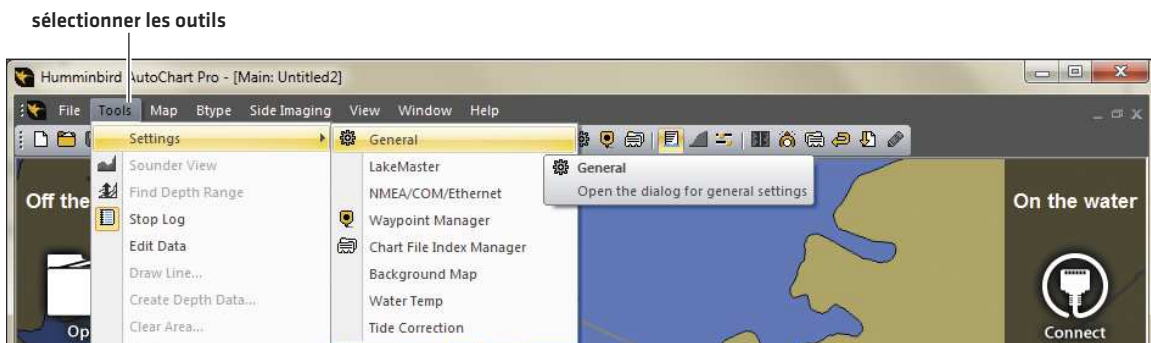 sélectionner les outils
Humminbird AutoChart Pro - [Main: Untitled2]
File Tools Map Btype Side Imaging View Window Help
Settings
General
Sounder View
LakeMaster
General
Find Depth Range
NMEA/COM/Ethernet
Open the dialog for general settings
Off the
On the water
Stop Log
Waypoint Manager
Edit Data
Chart File Index Manager
Draw Line...
Background Map
Create Depth Data...
Water Temp
Op
Clear Area...
Tide Correction
Connect